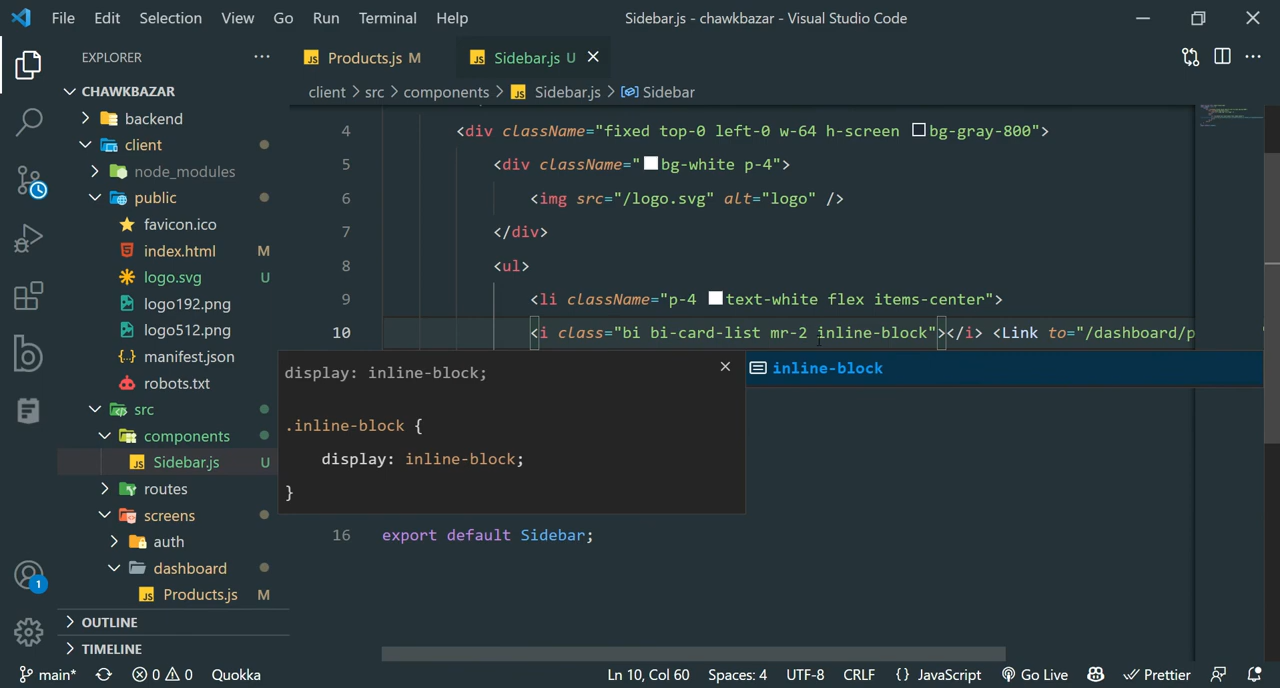 File Edit Selection View Go Run Terminal Help Sidebar.js - chawkbazar - Visual Studio Code
EXPLORER ··· Products.js M Sidebar.js U
CHAWKBAZAR
client > src > components > Sidebar.js > Sidebar
backend
client
node_modules
public
favicon.ico
index.html M
logo.svg U
logo192.png
logo512.png
manifest.json
robots.txt
src
components
Sidebar.js U
routes
screens
auth
dashboard
Products.js M
OUTLINE
TIMELINE
4 <div className="fixed top-0 left-0 w-64 h-screen bg-gray-800">
5 <div className="bg-white p-4">
6 <img src="/logo.svg" alt="logo" />
7 </div>
8 <ul>
9 <li className="p-4 text-white flex items-center">
10 <i class="bi bi-card-list mr-2 inline-block"></i> <Link to="/dashboard/p
display: inline-block;
inline-block
.inline-block {
display: inline-block;
}
16 export default Sidebar;
1
main* 0 0 Quokka Ln 10, Col 60 Spaces: 4 UTF-8 CRLF {} JavaScript Go Live Prettier